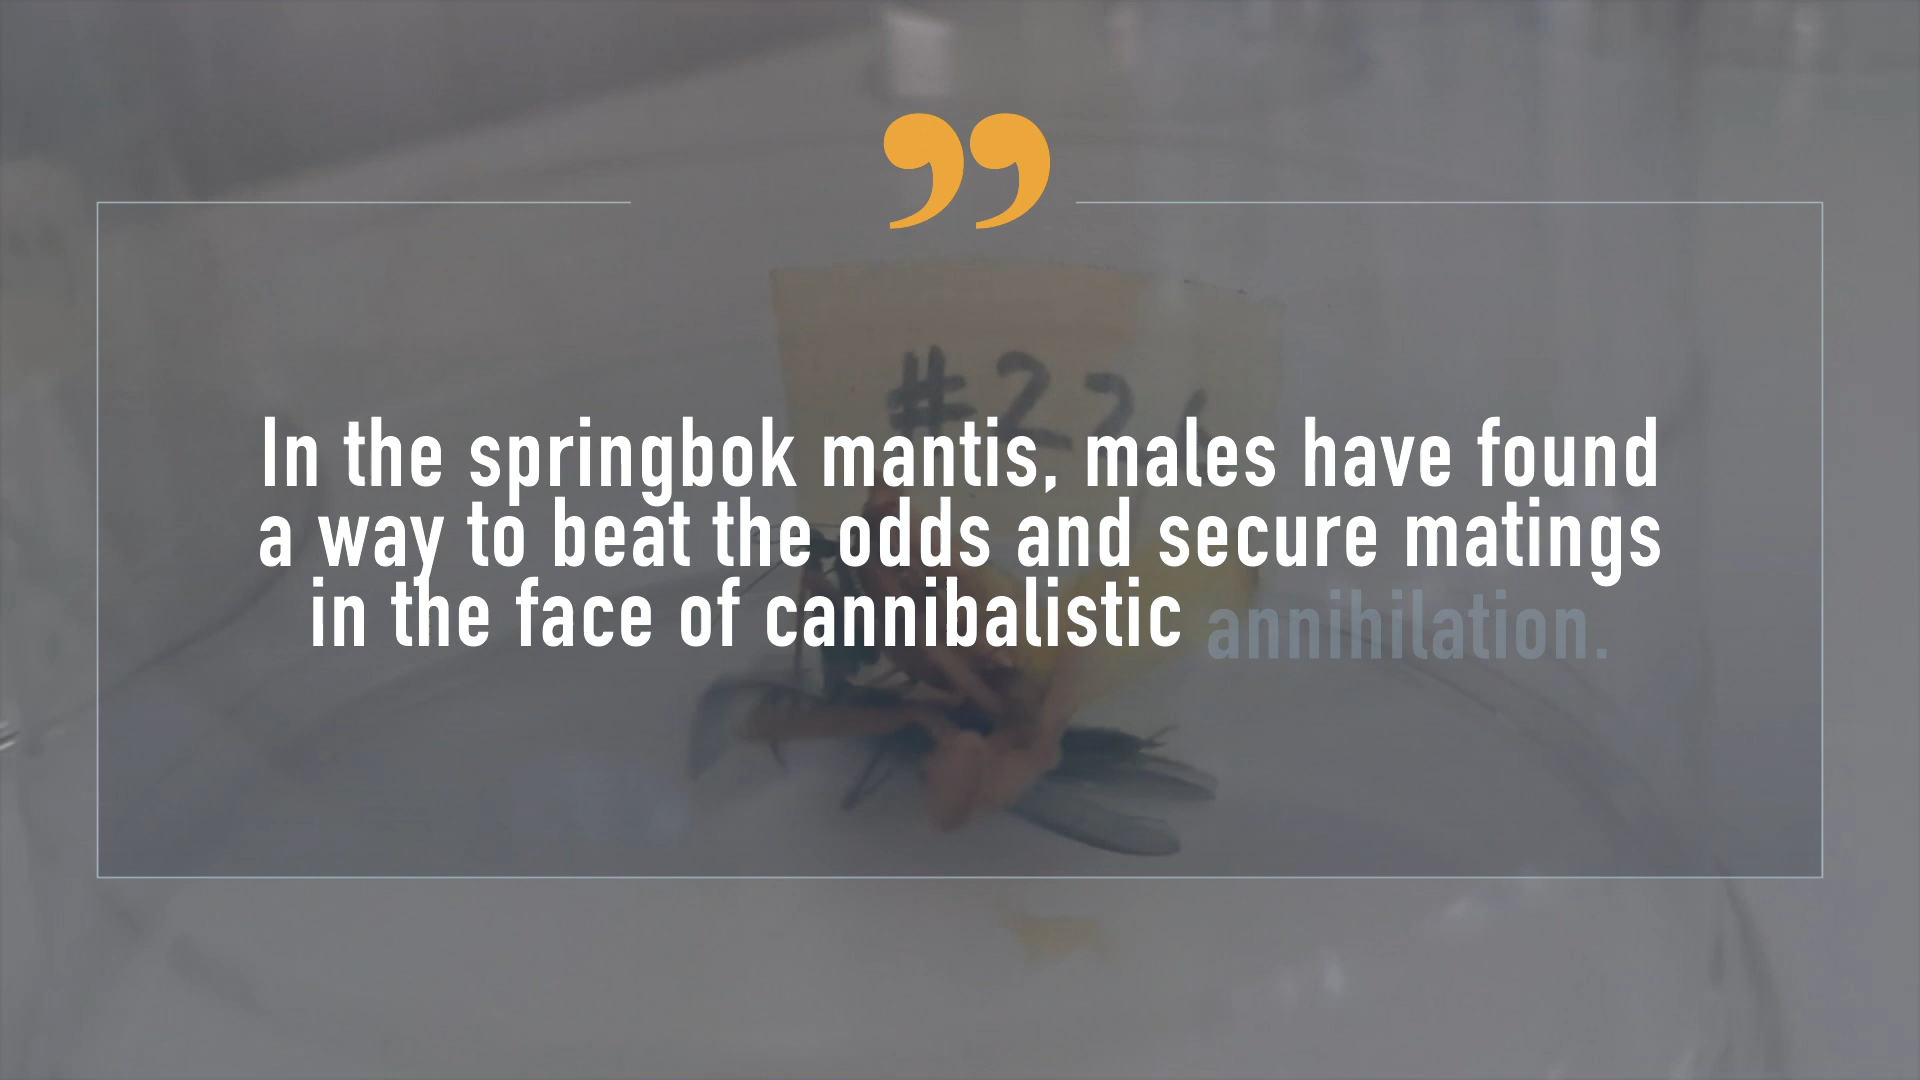 ”
#22
In the springbok mantis, males have found
a way to beat the odds and secure matings
in the face of cannibalistic annihilation.